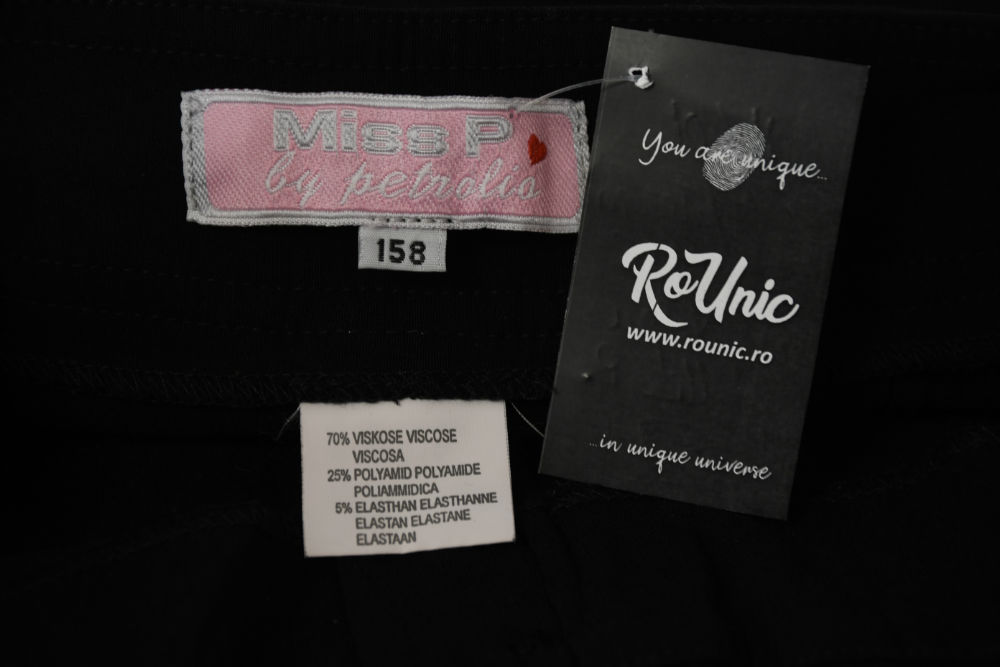 Miss P
by petrolio
158
You are unique...
RoUnic
www.rounic.ro
...in unique universe
70% VISKOSE VISCOSE
VISCOSA
25% POLYAMID POLYAMIDE
POLIAMMIDICA
5% ELASTHAN ELASTHANNE
ELASTAN ELASTANE
ELASTAAN